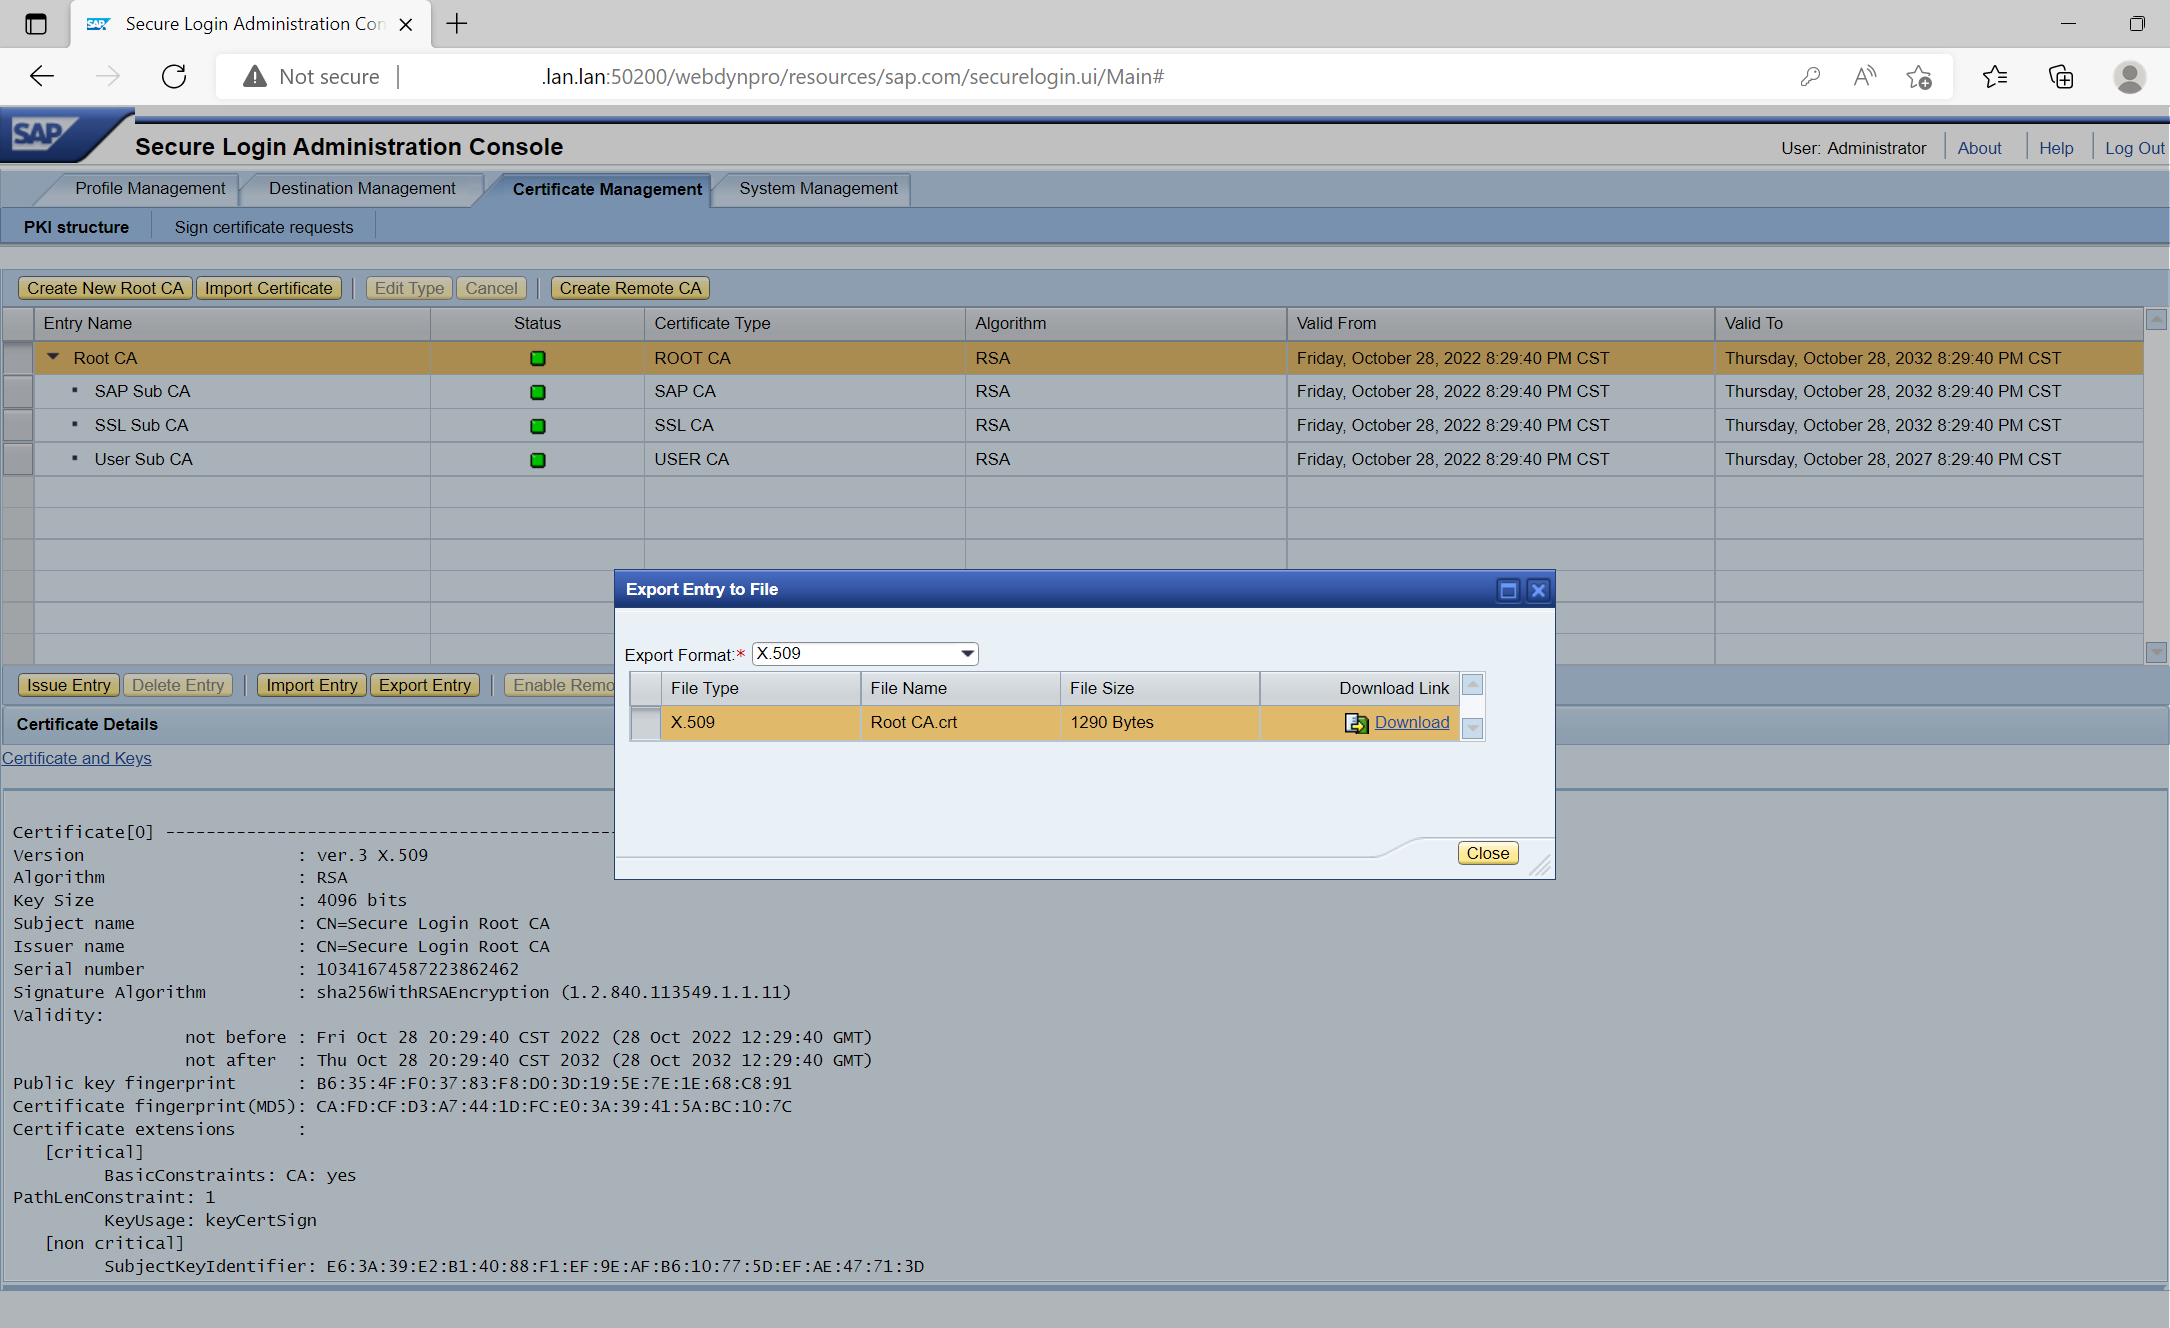 SAP Secure Login Administration Con
Not secure .lan.lan:50200/webdynpro/resources/sap.com/securelogin.ui/Main#
SAP
Secure Login Administration Console
User: Administrator About Help Log Out
Profile Management Destination Management Certificate Management System Management
PKI structure Sign certificate requests
Create New Root CA Import Certificate Edit Type Cancel Create Remote CA
Entry Name Status Certificate Type Algorithm Valid From Valid To
Root CA ROOT CA RSA Friday, October 28, 2022 8:29:40 PM CST Thursday, October 28, 2032 8:29:40 PM CST
SAP Sub CA SAP CA RSA Friday, October 28, 2022 8:29:40 PM CST Thursday, October 28, 2032 8:29:40 PM CST
SSL Sub CA SSL CA RSA Friday, October 28, 2022 8:29:40 PM CST Thursday, October 28, 2032 8:29:40 PM CST
User Sub CA USER CA RSA Friday, October 28, 2022 8:29:40 PM CST Thursday, October 28, 2027 8:29:40 PM CST
Export Entry to File
Export Format:* X.509
File Type File Name File Size Download Link
X.509 Root CA.crt 1290 Bytes Download
Close
Issue Entry Delete Entry Import Entry Export Entry Enable Remo
Certificate Details
Certificate and Keys
Certificate[0] --------------------------------------------
Version : ver.3 X.509
Algorithm : RSA
Key Size : 4096 bits
Subject name : CN=Secure Login Root CA
Issuer name : CN=Secure Login Root CA
Serial number : 10341674587223862462
Signature Algorithm : sha256WithRSAEncryption (1.2.840.113549.1.1.11)
Validity:
not before : Fri Oct 28 20:29:40 CST 2022 (28 Oct 2022 12:29:40 GMT)
not after : Thu Oct 28 20:29:40 CST 2032 (28 Oct 2032 12:29:40 GMT)
Public key fingerprint : B6:35:4F:F0:37:83:F8:D0:3D:19:5E:7E:1E:68:C8:91
Certificate fingerprint(MD5): CA:FD:CF:D3:A7:44:1D:FC:E0:3A:39:41:5A:BC:10:7C
Certificate extensions :
[critical]
BasicConstraints: CA: yes
PathLenConstraint: 1
KeyUsage: keyCertSign
[non critical]
SubjectKeyIdentifier: E6:3A:39:E2:B1:40:88:F1:EF:9E:AF:B6:10:77:5D:EF:AE:47:71:3D